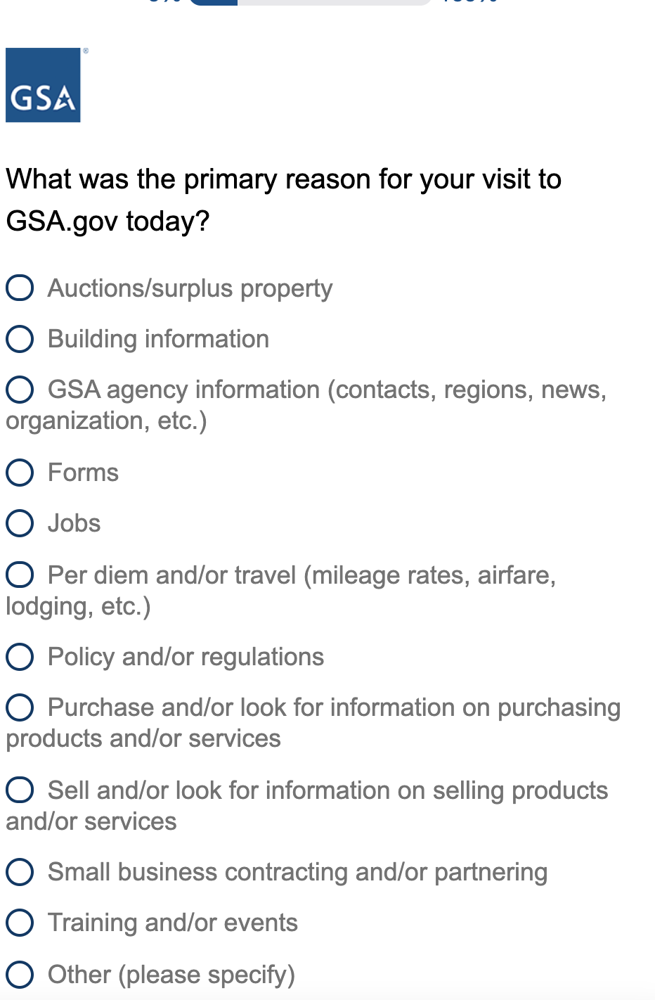 GSA
®
What was the primary reason for your visit to
GSA.gov today?
Auctions/surplus property
Building information
GSA agency information (contacts, regions, news,
organization, etc.)
Forms
Jobs
Per diem and/or travel (mileage rates, airfare,
lodging, etc.)
Policy and/or regulations
Purchase and/or look for information on purchasing
products and/or services
Sell and/or look for information on selling products
and/or services
Small business contracting and/or partnering
Training and/or events
Other (please specify)